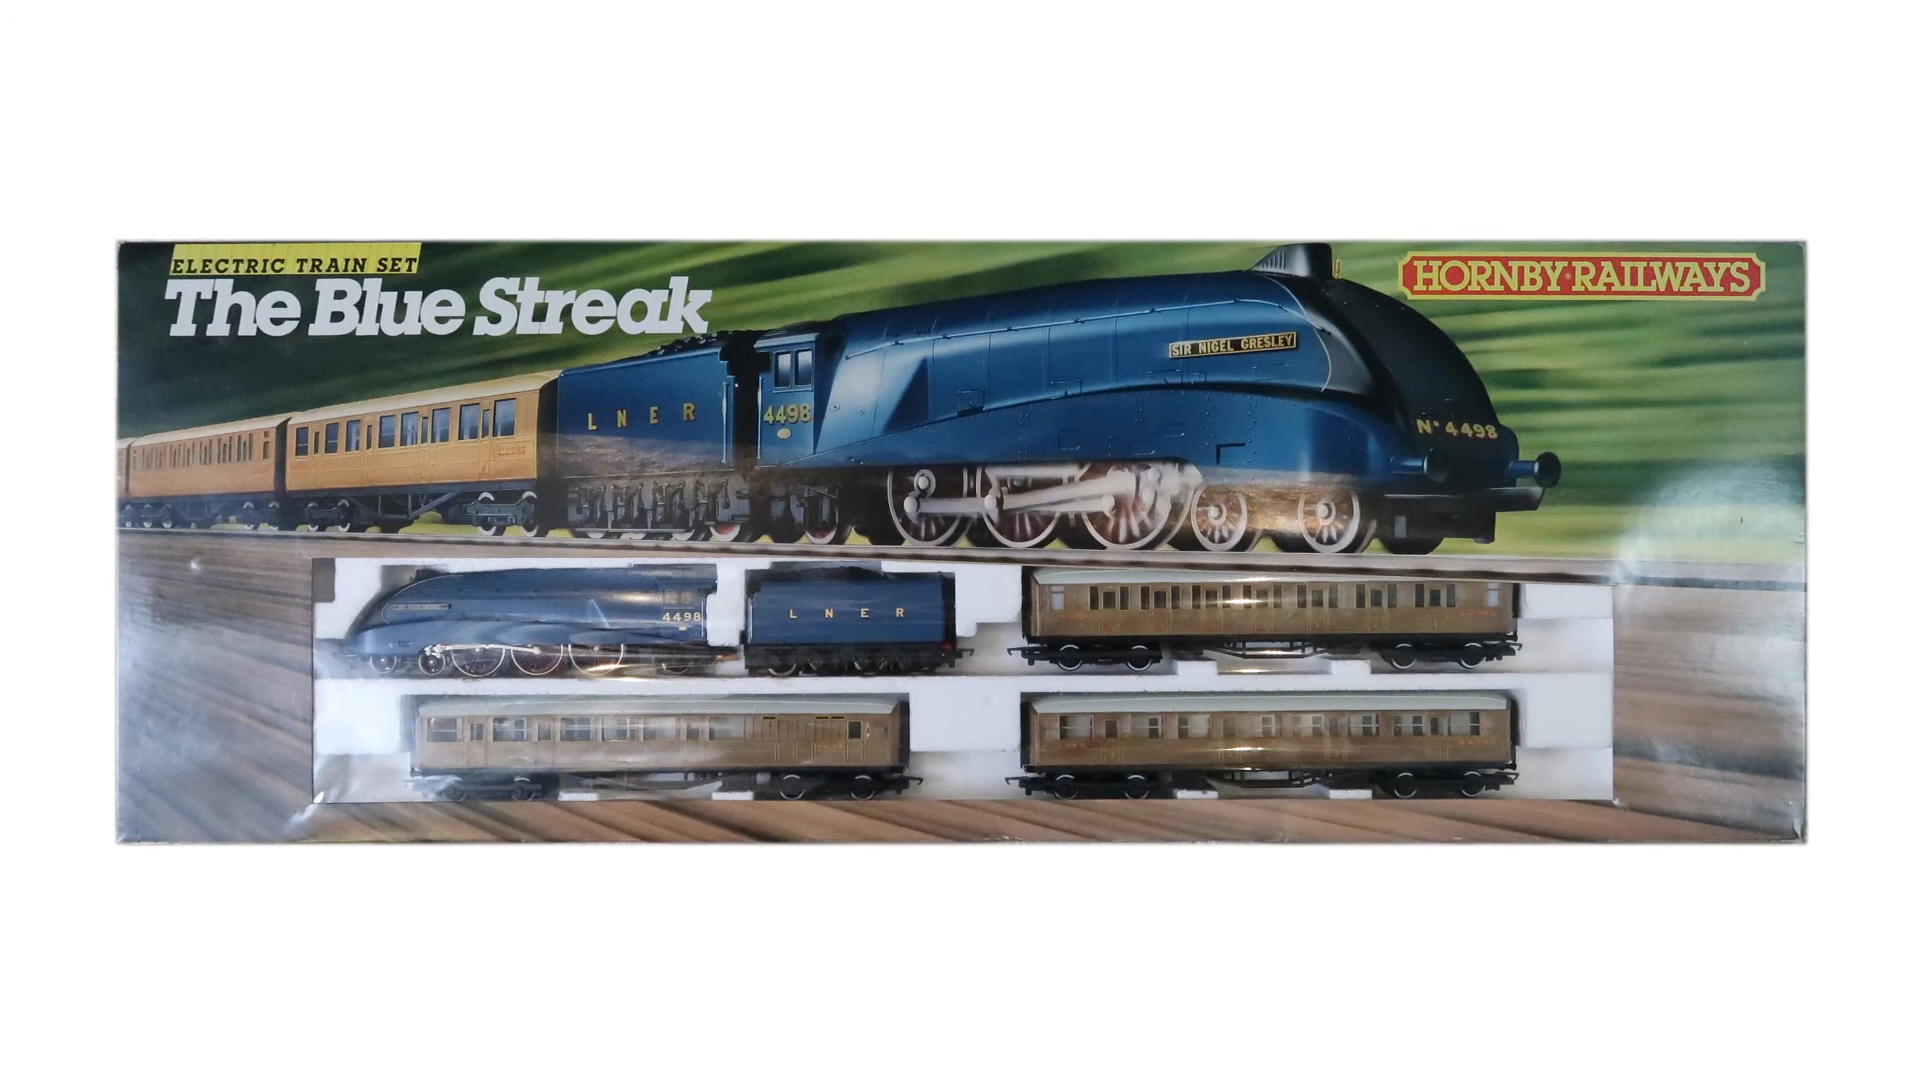 ELECTRIC TRAIN SET
The Blue Streak
HORNBY·RAILWAYS
SIR NIGEL GRESLEY
L N E R
4498
Nº 4498
4498
L N E R